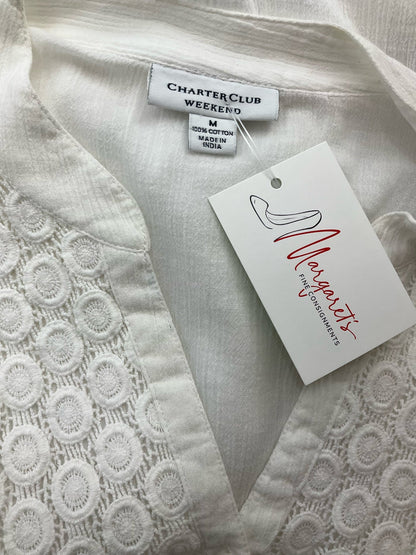 CHARTER CLUB
WEEKEND
M
100% COTTON
MADE IN
INDIA
Margaret's
FINE CONSIGNMENTS